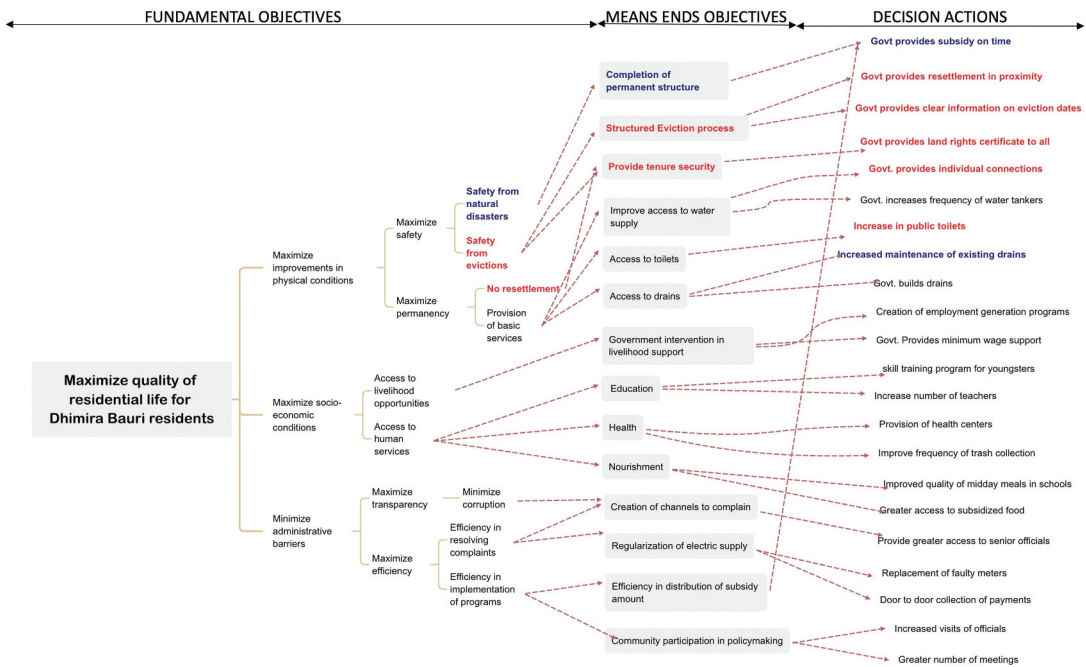 FUNDAMENTAL OBJECTIVES
MEANS ENDS OBJECTIVES
DECISION ACTIONS
Maximize quality of
residential life for
Dhimira Bauri residents
Maximize
improvements in
physical conditions
Maximize socio-
economic
conditions
Minimize
administrative
barriers
Maximize
safety
Maximize
permanency
Access to
livelihood
opportunities
Access to
human
services
Maximize
transparency
Maximize
efficiency
Safety from
natural
disasters
Safety
from
evictions
No resettlement
Provision
of basic
services
Minimize
corruption
Efficiency in
resolving
complaints
Efficiency in
implementation
of programs
Completion of
permanent structure
Structured Eviction process
Provide tenure security
Improve access to water
supply
Access to toilets
Access to drains
Government intervention in
livelihood support
Education
Health
Nourishment
Creation of channels to complain
Regularization of electric supply
Efficiency in distribution of subsidy
amount
Community participation in policymaking
Govt provides subsidy on time
Govt provides resettlement in proximity
Govt provides clear information on eviction dates
Govt provides land rights certificate to all
Govt. provides individual connections
Govt. increases frequency of water tankers
Increase in public toilets
Increased maintenance of existing drains
Govt. builds drains
Creation of employment generation programs
Govt. Provides minimum wage support
skill training program for youngsters
Increase number of teachers
Provision of health centers
Improve frequency of trash collection
Improved quality of midday meals in schools
Greater access to subsidized food
Provide greater access to senior officials
Replacement of faulty meters
Door to door collection of payments
Increased visits of officials
Greater number of meetings